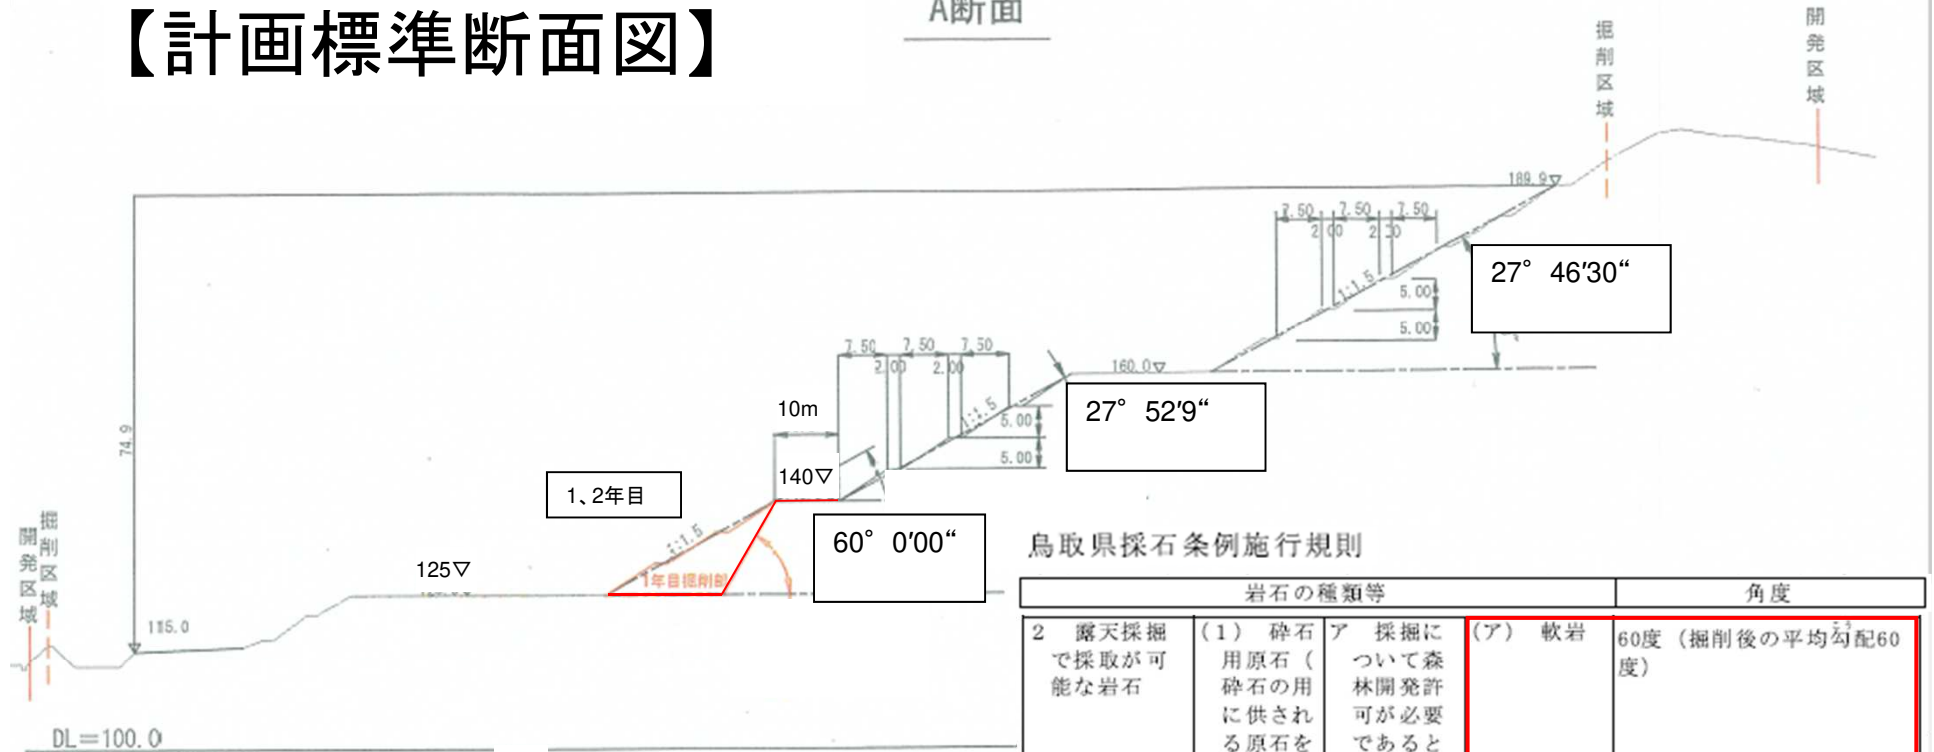 【計画標準断面図】
A断面
掘削区域
開発区域
189.9▽
7.50 7.50 7.50
2.00 2.00
1:1.5
5.00
5.00
27° 46′30“
7.50 7.50 7.50
2.00 2.00
160.0▽
1:1.5
5.00
5.00
27° 52′9“
10m
140▽
74.9
1、2年目
1:1.5
60° 0′00“
125▽
1年目掘削部
掘削区域
開発区域
115.0
DL=100.0
鳥取県採石条例施行規則
岩石の種類等 角度
2 露天採掘で採取が可能な岩石
(1) 砕石用原石(砕石の用に供される原石を
ア 採掘について森林開発許可が必要であると
(ア) 軟岩
60度(掘削後の平均勾配60度)
こう